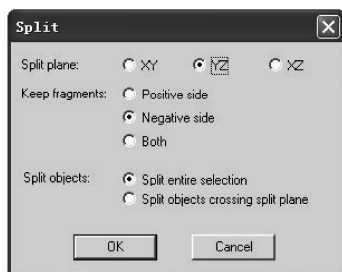 Split
Split plane: XY YZ XZ
Keep fragments: Positive side
Negative side
Both
Split objects: Split entire selection
Split objects crossing split plane
OK Cancel